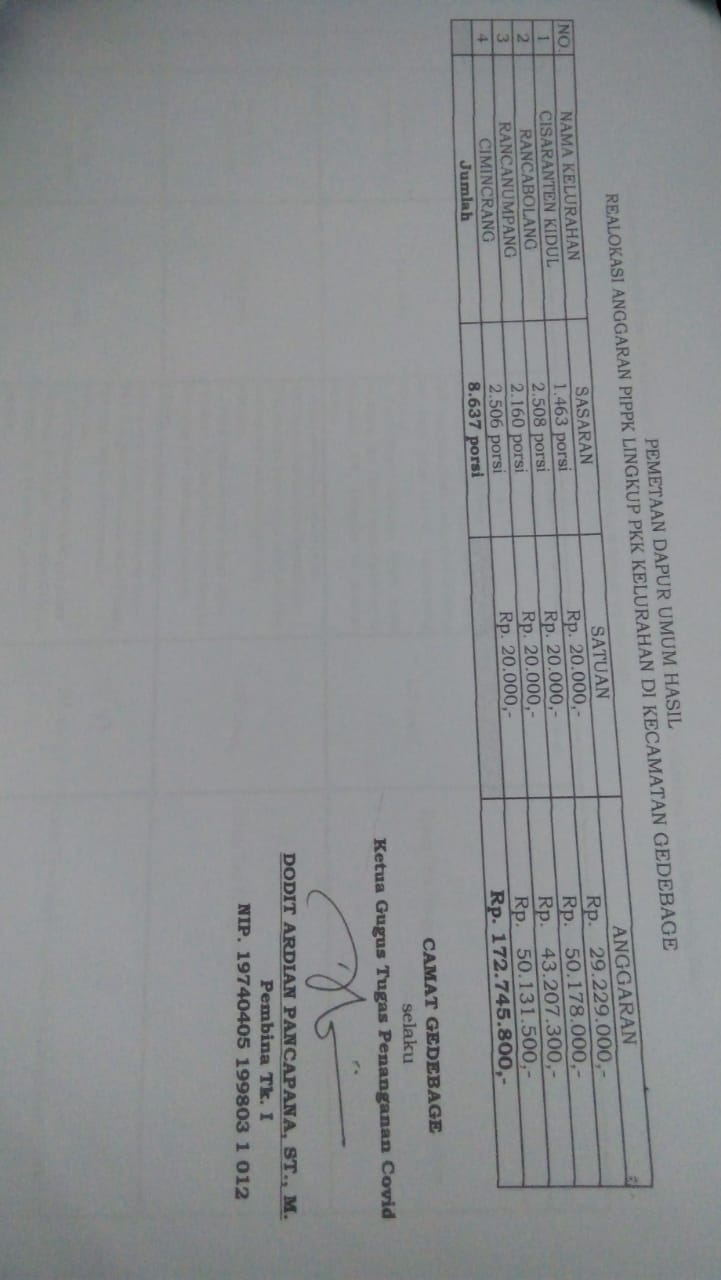 PEMETAAN DAPUR UMUM HASIL
REALOKASI ANGGARAN PIPPK LINGKUP PKK KELURAHAN DI KECAMATAN GEDEBAGE
NO. NAMA KELURAHAN SASARAN SATUAN ANGGARAN
1 CISARANTEN KIDUL 1.463 porsi Rp. 20.000,- Rp. 29.229.000,-
2 RANCABOLANG 2.508 porsi Rp. 20.000,- Rp. 50.178.000,-
3 RANCANUMPANG 2.160 porsi Rp. 20.000,- Rp. 43.207.300,-
4 CIMINCRANG 2.506 porsi Rp. 20.000,- Rp. 50.131.500,-
Jumlah 8.637 porsi Rp. 172.745.800,-
CAMAT GEDEBAGE
selaku
Ketua Gugus Tugas Penanganan Covid
DODIT ARDIAN PANCAPANA, ST., M.
Pembina Tk. I
NIP. 19740405 199803 1 012